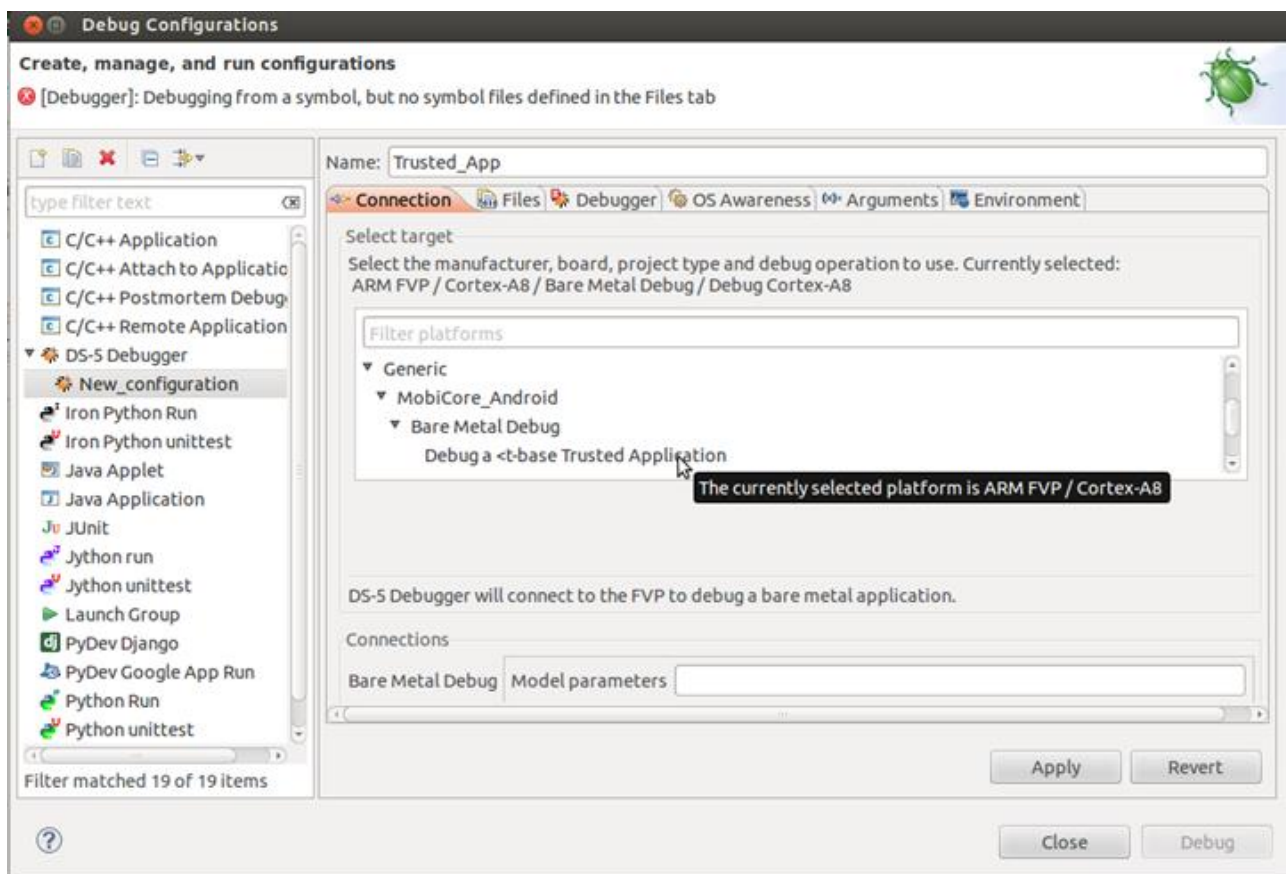 Debug Configurations
Create, manage, and run configurations
[Debugger]: Debugging from a symbol, but no symbol files defined in the Files tab
type filter text
C/C++ Application
C/C++ Attach to Applicatio
C/C++ Postmortem Debug
C/C++ Remote Application
DS-5 Debugger
New_configuration
Iron Python Run
Iron Python unittest
Java Applet
Java Application
Ju JUnit
Jython run
Jython unittest
Launch Group
dj PyDev Django
PyDev Google App Run
Python Run
Python unittest
Filter matched 19 of 19 items
Name: Trusted_App
Connection Files Debugger OS Awareness Arguments Environment
Select target
Select the manufacturer, board, project type and debug operation to use. Currently selected:
ARM FVP / Cortex-A8 / Bare Metal Debug / Debug Cortex-A8
Filter platforms
Generic
MobiCore_Android
Bare Metal Debug
Debug a <t-base Trusted Application
The currently selected platform is ARM FVP / Cortex-A8
DS-5 Debugger will connect to the FVP to debug a bare metal application.
Connections
Bare Metal Debug Model parameters
Apply Revert
? Close Debug